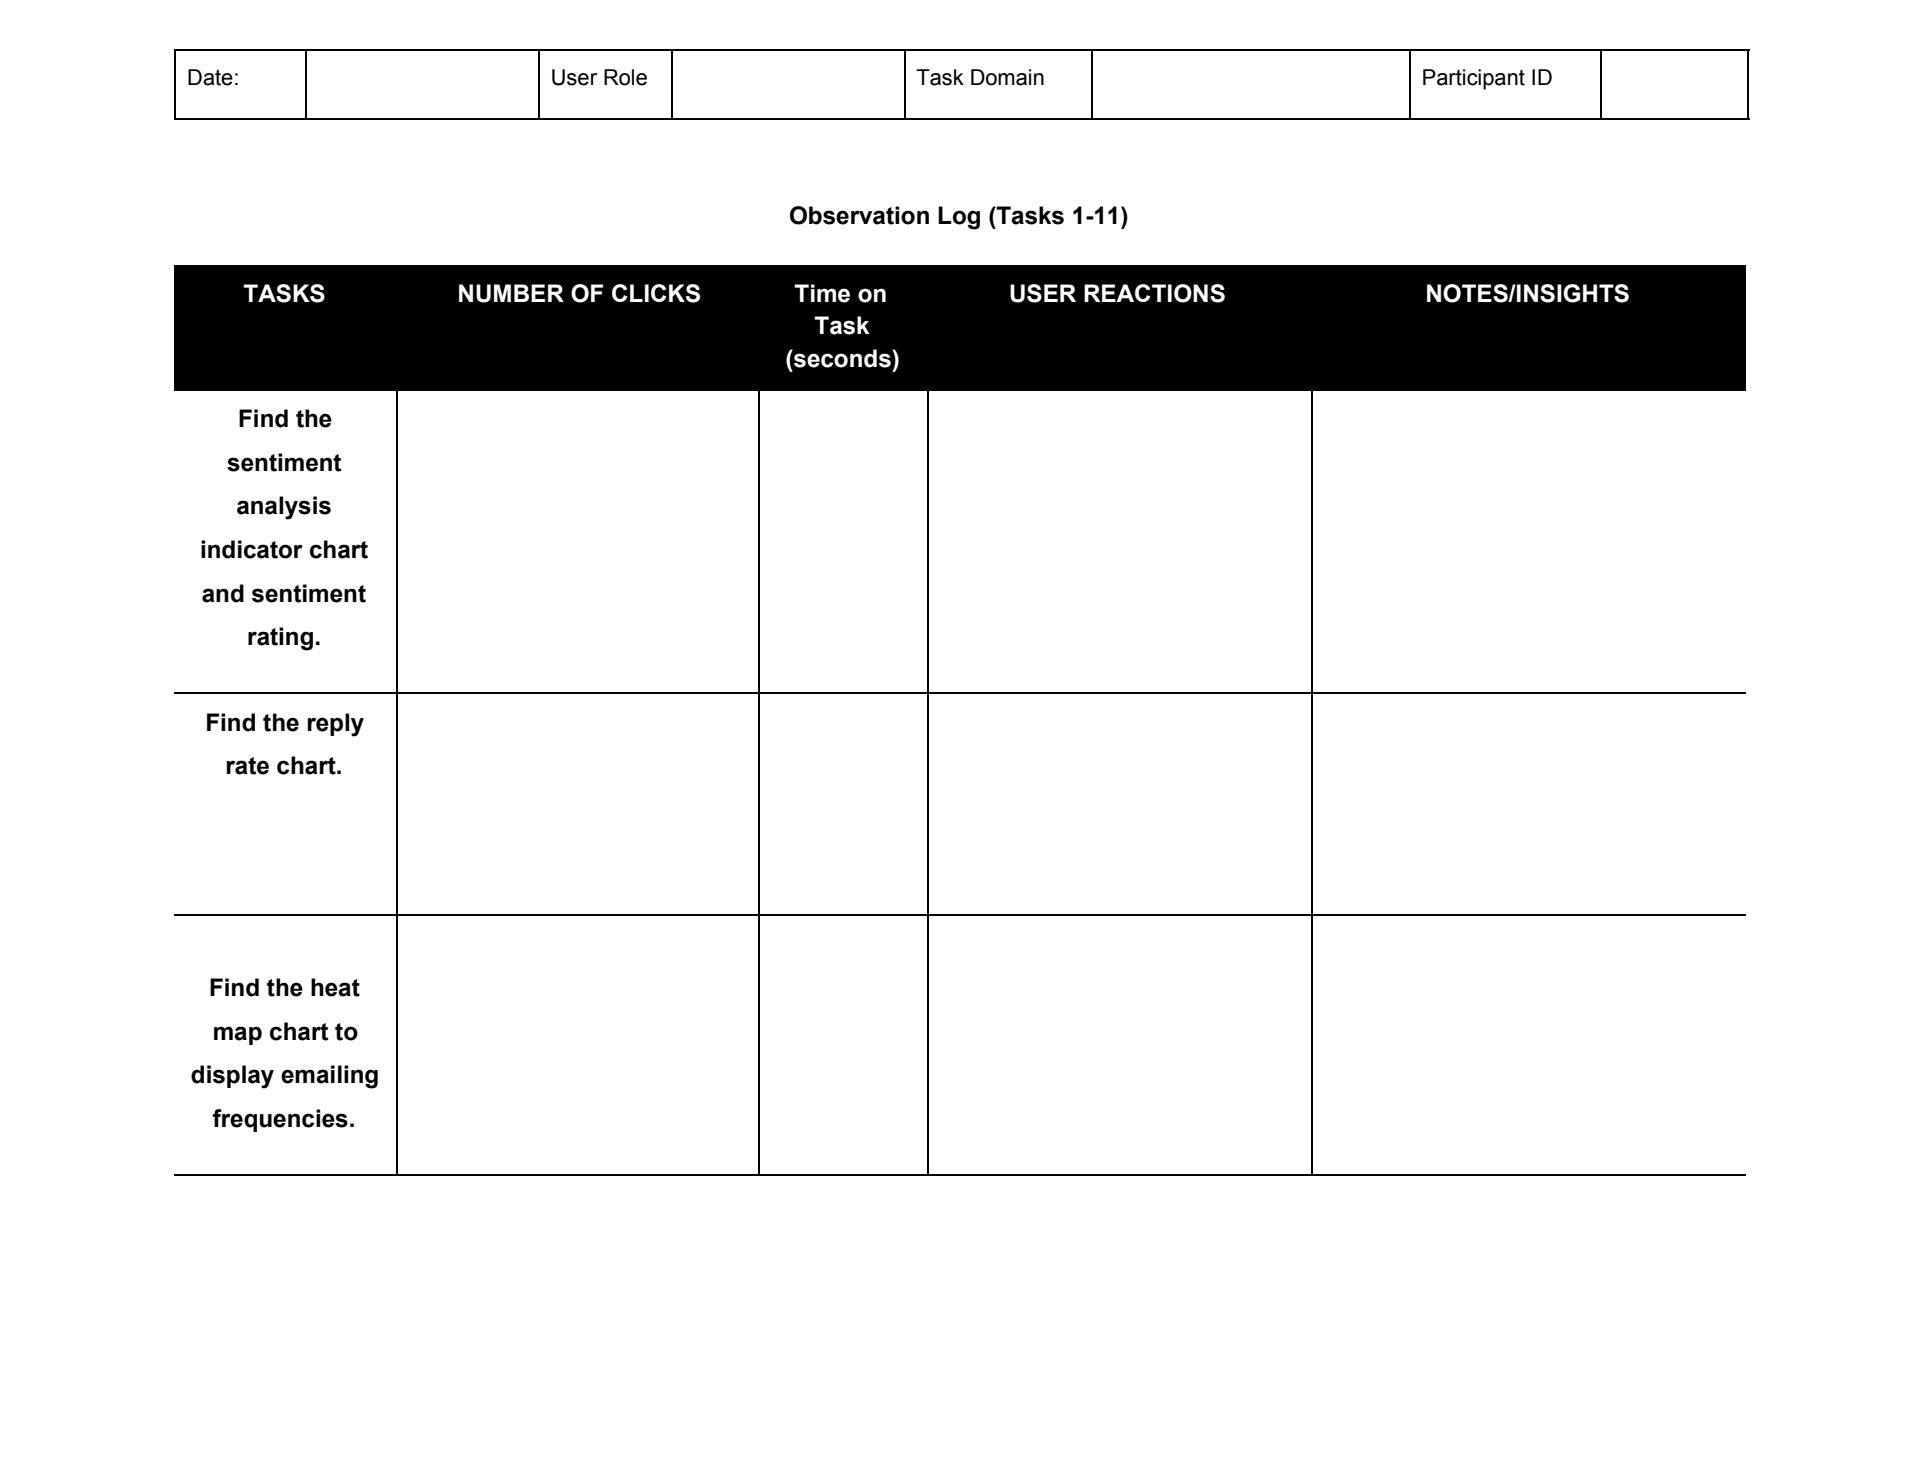 Date: User Role Task Domain Participant ID
Observation Log (Tasks 1-11)
TASKS NUMBER OF CLICKS Time on Task (seconds) USER REACTIONS NOTES/INSIGHTS
Find the
sentiment
analysis
indicator chart
and sentiment
rating.
Find the reply
rate chart.
Find the heat
map chart to
display emailing
frequencies.